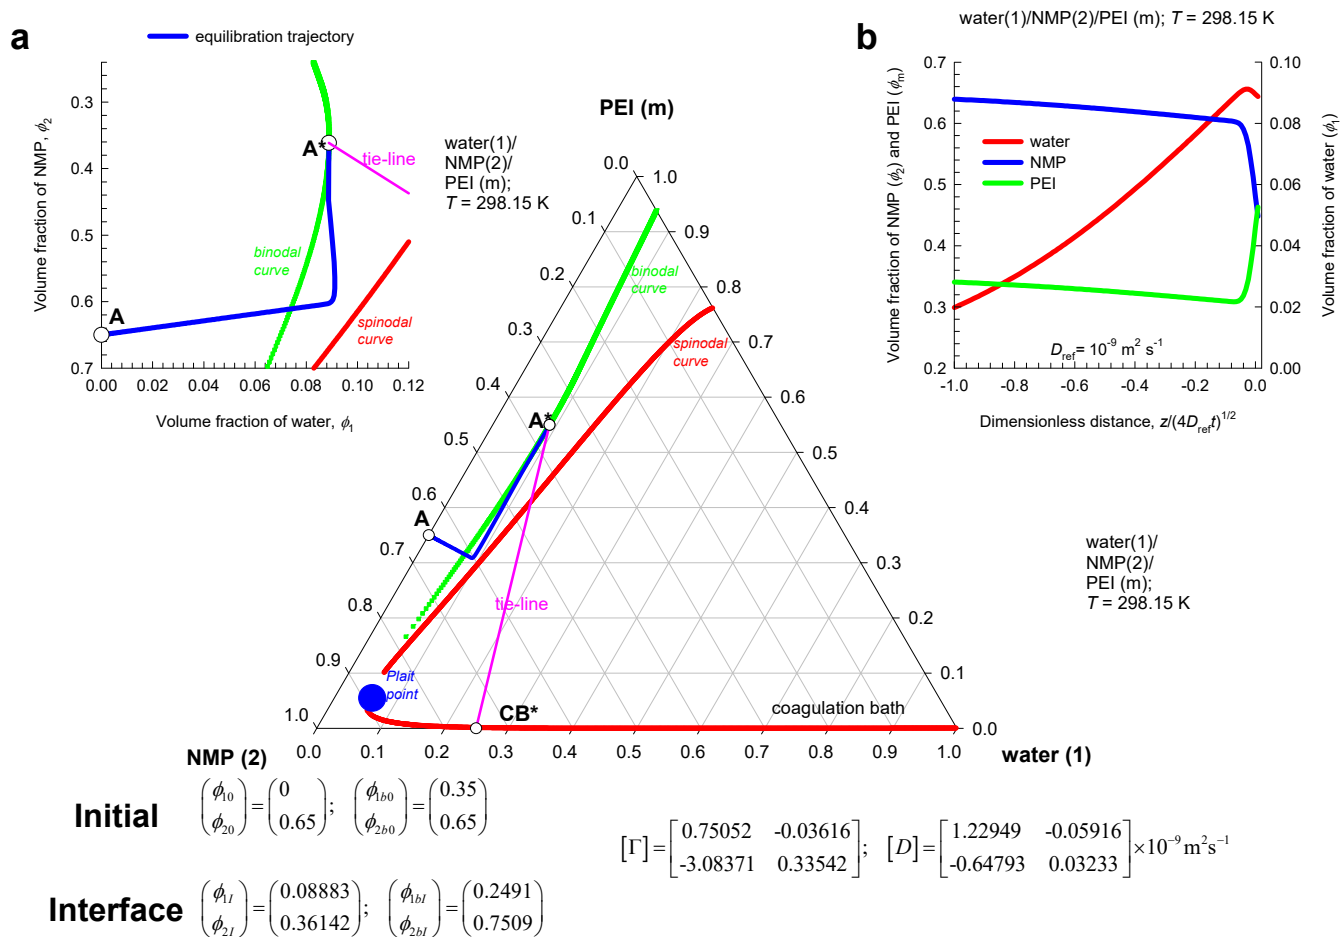 a
equilibration trajectory
0.3
0.4
0.5
0.6
0.7
Volume fraction of NMP, ϕ2
A*
tie-line
binodal
curve
A
spinodal
curve
0.00
0.02
0.04
0.06
0.08
0.10
0.12
Volume fraction of water, ϕ1
water(1)/
NMP(2)/
PEI (m);
T = 298.15 K
PEI (m)
0.0
0.1
0.2
0.3
0.4
0.5
0.6
0.7
0.8
0.9
1.0
1.0
0.9
0.8
0.7
0.6
0.5
0.4
0.3
0.2
0.1
0.0
binodal
curve
spinodal
curve
A*
A
tie-line
Plait
point
CB*
coagulation bath
0.0
0.1
0.2
0.3
0.4
0.5
0.6
0.7
0.8
0.9
1.0
NMP (2)
water (1)
b
water(1)/NMP(2)/PEI (m); T = 298.15 K
0.7
0.6
0.5
0.4
0.3
0.2
Volume fraction of NMP (ϕ2) and PEI (ϕm)
water
NMP
PEI
Dref= 10-9 m2 s-1
0.10
0.08
0.06
0.04
0.02
0.00
Volume fraction of water (ϕ1)
-1.0
-0.8
-0.6
-0.4
-0.2
0.0
Dimensionless distance, z/(4Dreft)1/2
water(1)/
NMP(2)/
PEI (m);
T = 298.15 K
Initial
(ϕ10 ϕ20) = (0 0.65); (ϕ1b0 ϕ2b0) = (0.35 0.65)
Interface
(ϕ1I ϕ2I) = (0.08883 0.36142); (ϕ1bI ϕ2bI) = (0.2491 0.7509)
[Γ] = [0.75052 -0.03616 -3.08371 0.33542]; [D] = [1.22949 -0.05916 -0.64793 0.03233] ×10−9 m2s−1